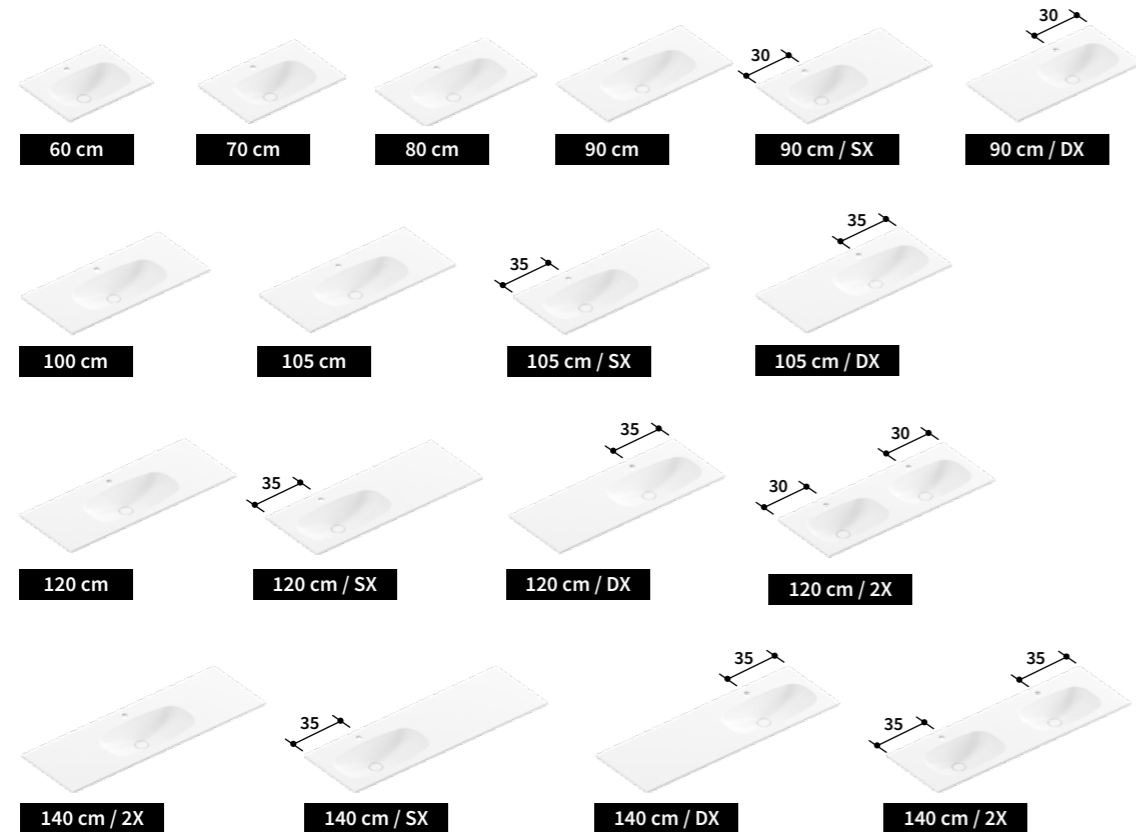 30
30
60 cm
70 cm
80 cm
90 cm
90 cm / SX
90 cm / DX
35
35
100 cm
105 cm
105 cm / SX
105 cm / DX
35
35
30
30
120 cm
120 cm / SX
120 cm / DX
120 cm / 2X
35
35
35
35
140 cm / 2X
140 cm / SX
140 cm / DX
140 cm / 2X